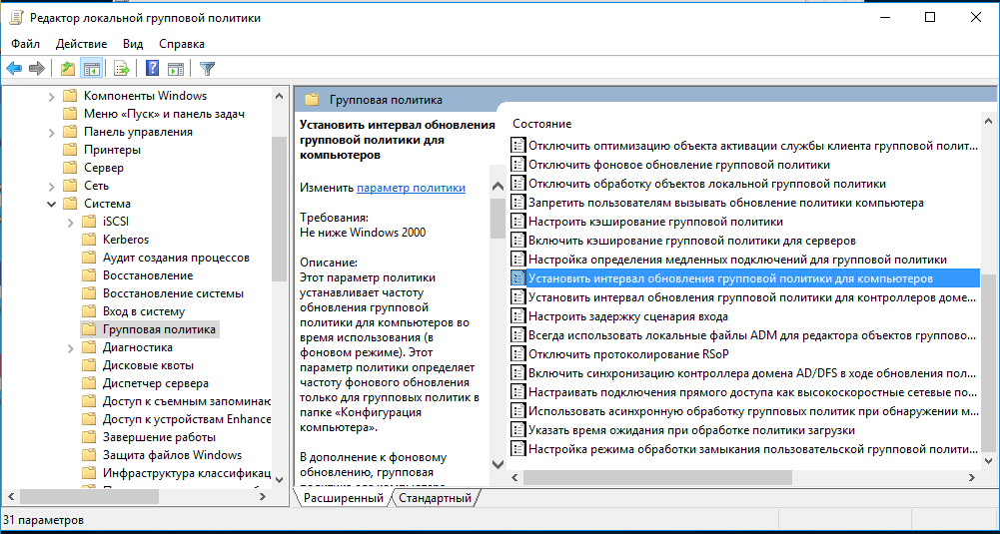 Редактор локальной групповой политики
Файл Действие Вид Справка
Компоненты Windows
Меню «Пуск» и панель задач
Панель управления
Принтеры
Сервер
Сеть
Система
iSCSI
Kerberos
Аудит создания процессов
Восстановление
Восстановление системы
Вход в систему
Групповая политика
Диагностика
Дисковые квоты
Диспетчер сервера
Доступ к съемным запоминаю
Доступ к устройствам Enhance
Завершение работы
Защита файлов Windows
Инфраструктура классификац
Групповая политика
Установить интервал обновления
групповой политики для
компьютеров
Изменить параметр политики
Требования:
Не ниже Windows 2000
Описание:
Этот параметр политики
устанавливает частоту
обновления групповой
политики для компьютеров во
время использования (в
фоновом режиме). Этот
параметр политики определяет
частоту фонового обновления
только для групповых политик в
папке «Конфигурация
компьютера».
В дополнение к фоновому
обновлению, групповая
Состояние
Отключить оптимизацию объекта активации службы клиента групповой полит...
Отключить фоновое обновление групповой политики
Отключить обработку объектов локальной групповой политики
Запретить пользователям вызывать обновление политики компьютера
Настроить кэширование групповой политики
Включить кэширование групповой политики для серверов
Настройка определения медленных подключений для групповой политики
Установить интервал обновления групповой политики для компьютеров
Установить интервал обновления групповой политики для контроллеров доме...
Настроить задержку сценария входа
Всегда использовать локальные файлы ADM для редактора объектов группово...
Отключить протоколирование RSoP
Включить синхронизацию контроллера домена AD/DFS в ходе обновления пол...
Настраивать подключения прямого доступа как высокоскоростные сетевые по...
Использовать асинхронную обработку групповых политик при обнаружении м...
Указать время ожидания при обработке политики загрузки
Настройка режима обработки замыкания пользовательской групповой полити...
Расширенный Стандартный
31 параметров